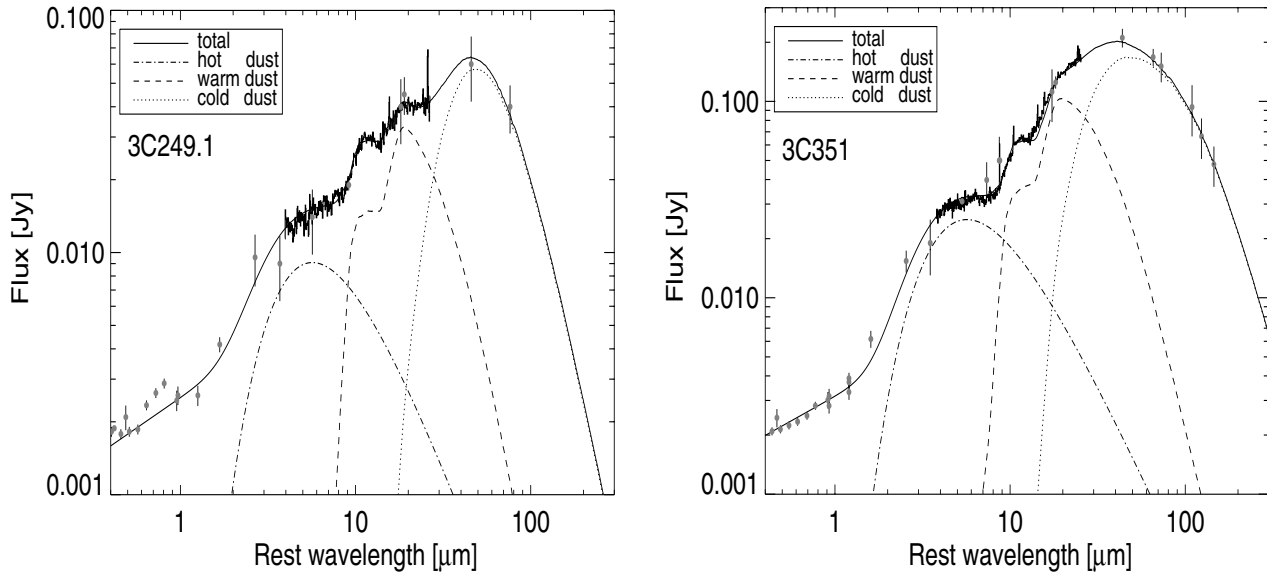 0.100
total
hot dust
warm dust
cold dust
3C249.1
0.010
0.001
Flux [Jy]
1 10 100
Rest wavelength [μm]
total
hot dust
warm dust
cold dust
0.100
3C351
0.010
0.001
Flux [Jy]
1 10 100
Rest wavelength [μm]